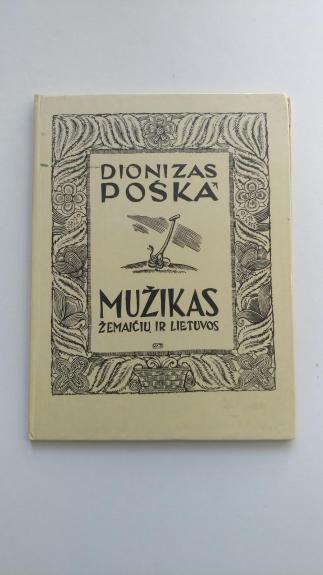 DIONIZAS
POŠKA
MUŽIKAS
ŽEMAIČIŲ IR LIETUVOS